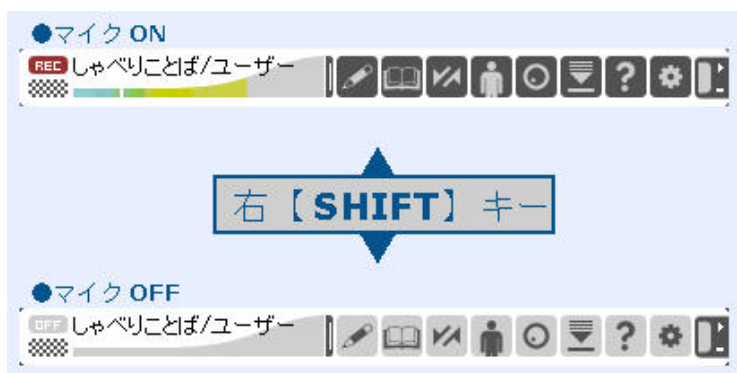 ●マイク ON
REC しゃべりことば/ユーザー
?
右【SHIFT】キー
●マイク OFF
OFF しゃべりことば/ユーザー
?